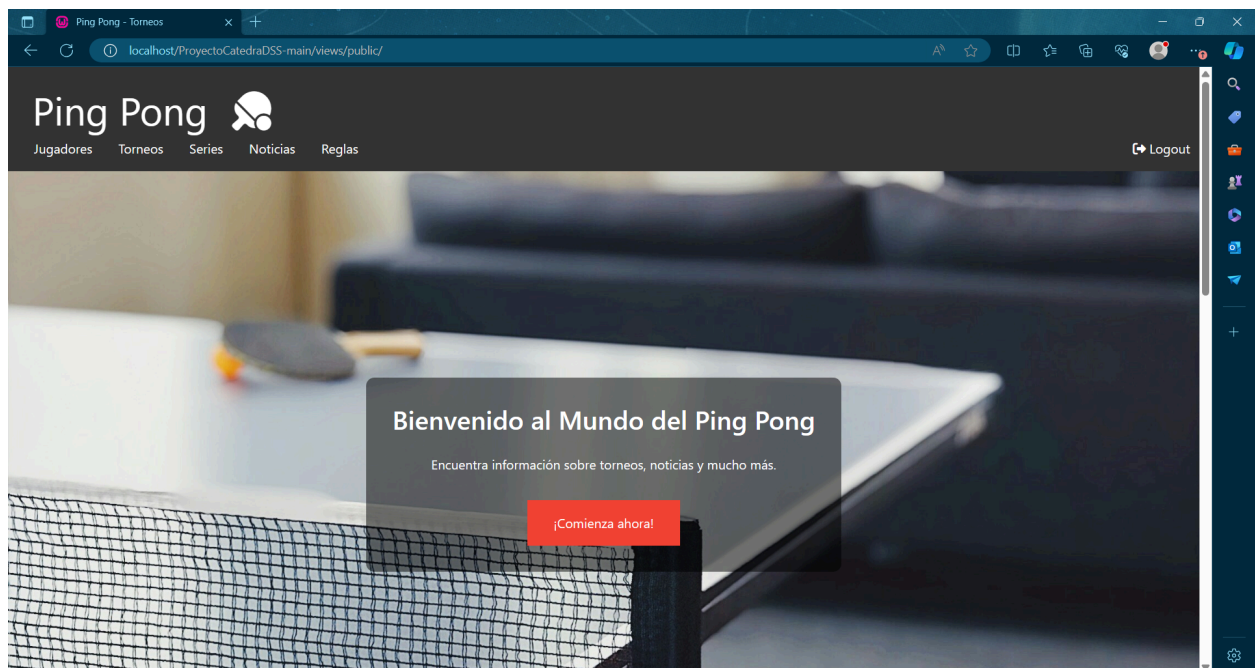 Ping Pong - Torneos
localhost/ProyectoCatedraDSS-main/views/public/
Ping Pong
Jugadores Torneos Series Noticias Reglas Logout
Bienvenido al Mundo del Ping Pong
Encuentra información sobre torneos, noticias y mucho más.
¡Comienza ahora!